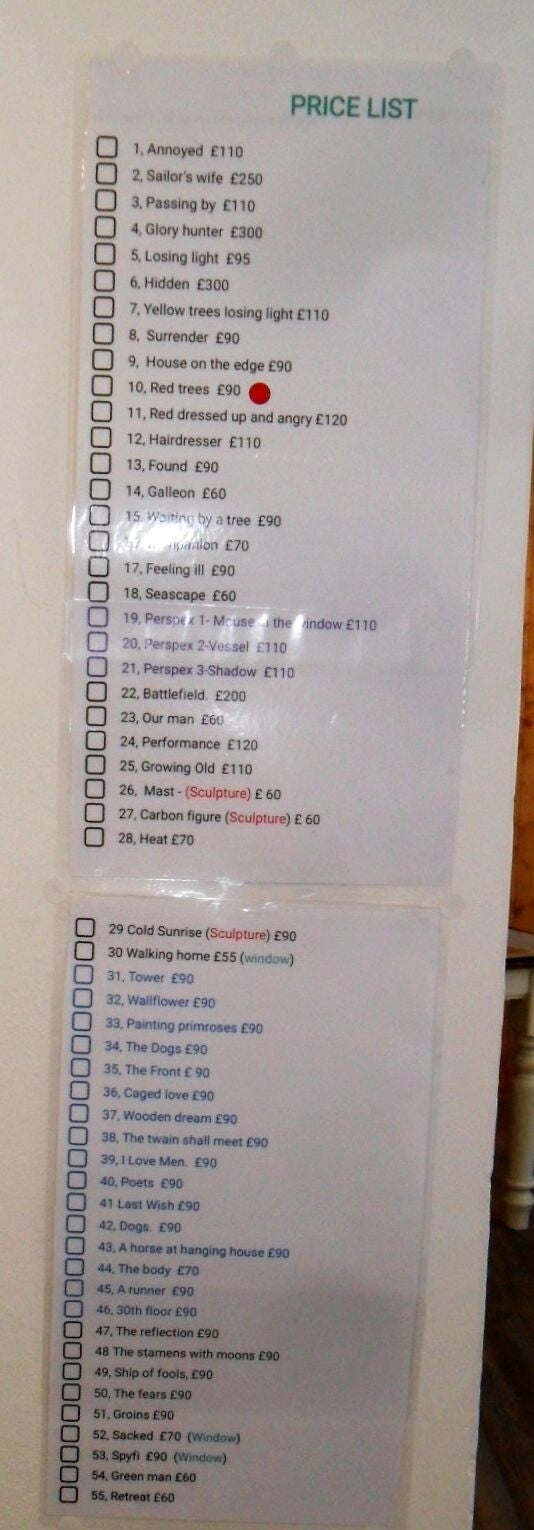 PRICE LIST
1, Annoyed £110
2, Sailor's wife £250
3, Passing by £110
4, Glory hunter £300
5, Losing light £95
6, Hidden £300
7, Yellow trees losing light £110
8, Surrender £90
9, House on the edge £90
10, Red trees £90
11, Red dressed up and angry £120
12, Hairdresser £110
13, Found £90
14, Galleon £60
15, Waiting by a tree £90
£70
17, Feeling ill £90
18, Seascape £60
19, Perspex 1- Mouse in the window £110
20, Perspex 2-Vessel £110
21, Perspex 3-Shadow £110
22, Battlefield. £200
23, Our man £60
24, Performance £120
25, Growing Old £110
26, Mast - (Sculpture) £ 60
27, Carbon figure (Sculpture) £ 60
28, Heat £70
29 Cold Sunrise (Sculpture) £90
30 Walking home £55 (window)
31, Tower £90
32, Wallflower £90
33, Painting primroses £90
34, The Dogs £90
35, The Front £ 90
36, Caged love £90
37, Wooden dream £90
38, The twain shall meet £90
39, I Love Men. £90
40, Poets £90
41 Last Wish £90
42, Dogs. £90
43, A horse at hanging house £90
44, The body £70
45, A runner £90
46, 30th floor £90
47, The reflection £90
48 The stamens with moons £90
49, Ship of fools, £90
50, The fears £90
51, Groins £90
52, Sacked £70 (Window)
53, Spyfi £90 (Window)
54, Green man £60
55, Retreat £60